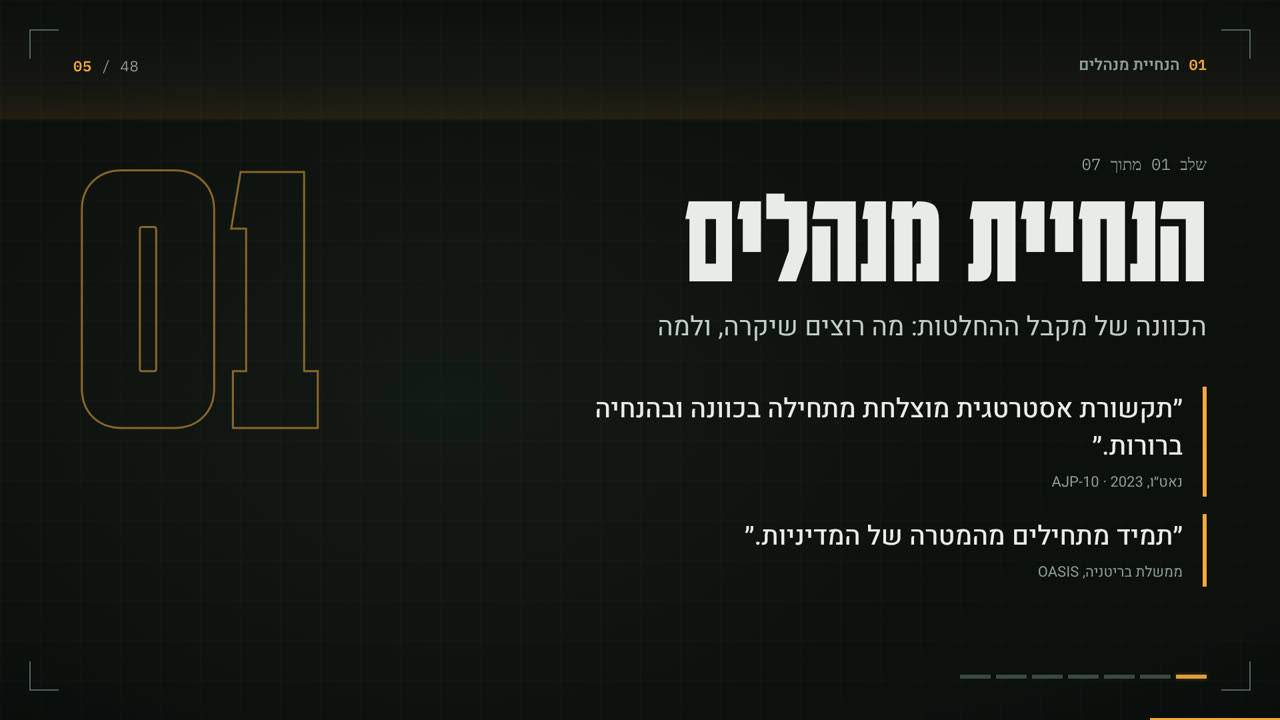 01 הנחיית מנהלים
05 / 48
שלב 01 מתוך 07
הנחיית מנהלים
הכוונה של מקבל ההחלטות: מה רוצים שיקרה, ולמה
01
״תקשורת אסטרטגית מוצלחת מתחילה בכוונה ובהנחיה
ברורות.״
נאט״ו, 2023 · AJP-10
״תמיד מתחילים מהמטרה של המדיניות.״
ממשלת בריטניה, OASIS